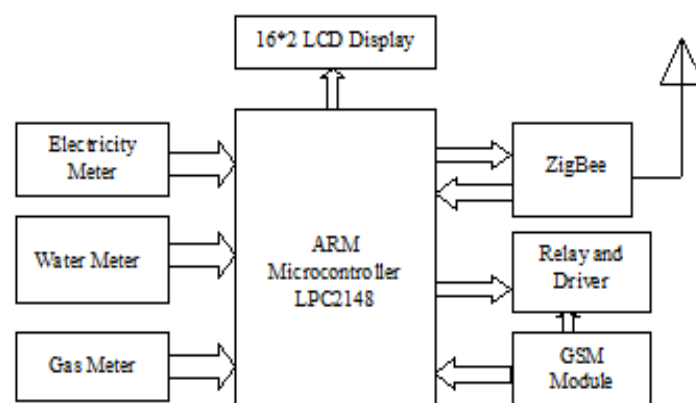 16*2 LCD Display
Electricity
Meter
ZigBee
Water Meter
ARM
Microcontroller
LPC2148
Relay and
Driver
Gas Meter
GSM
Module